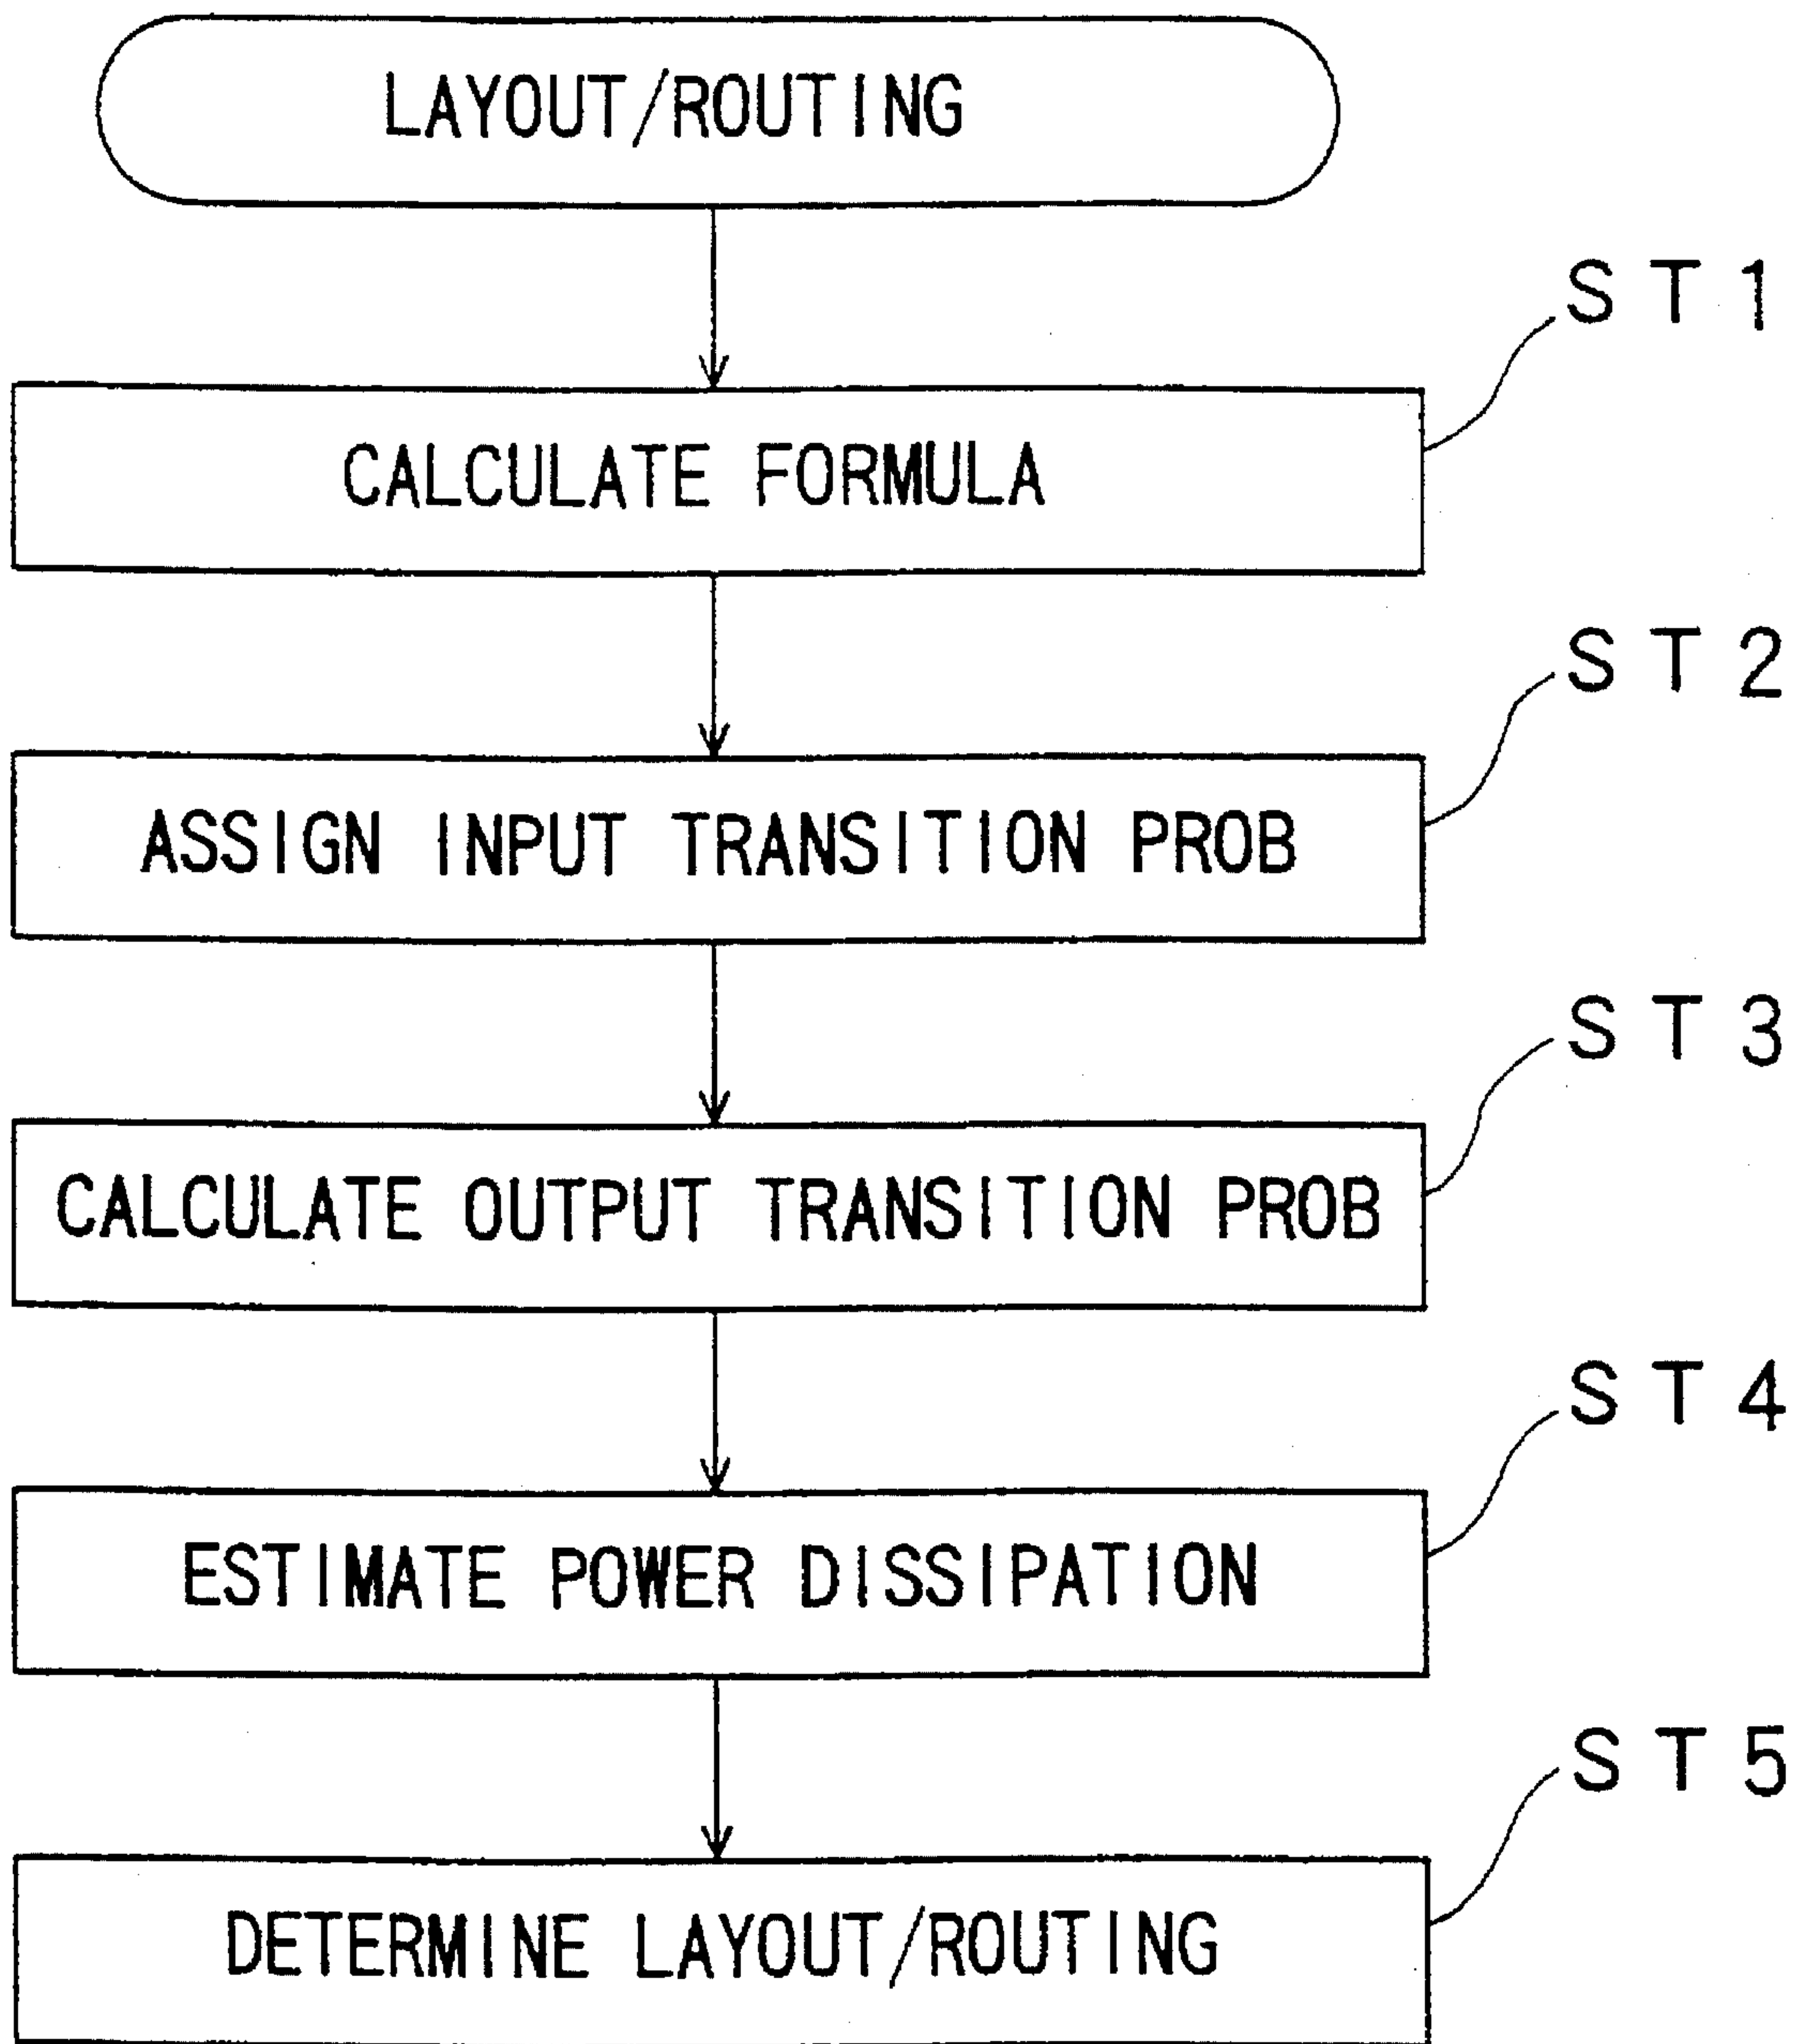 LAYOUT/ROUTING
ST1
CALCULATE FORMULA
ST2
ASSIGN INPUT TRANSITION PROB
ST3
CALCULATE OUTPUT TRANSITION PROB
ST4
ESTIMATE POWER DISSIPATION
ST5
DETERMINE LAYOUT/ROUTING